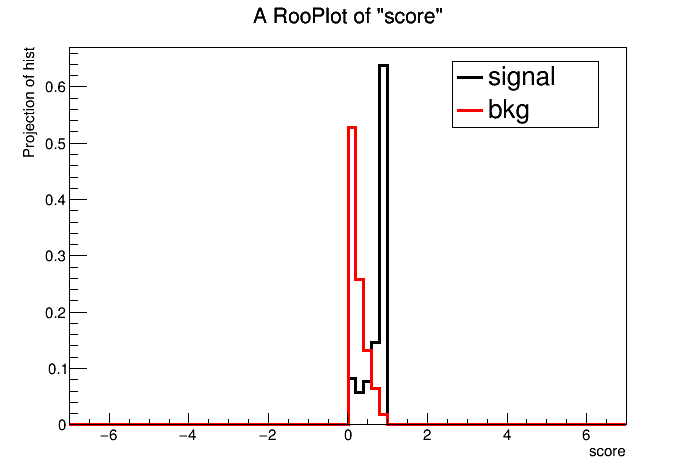 A RooPlot of "score"
Projection of hist
signal
bkg
0.6
0.5
0.4
0.3
0.2
0.1
0
−6 −4 −2 0 2 4 6
score